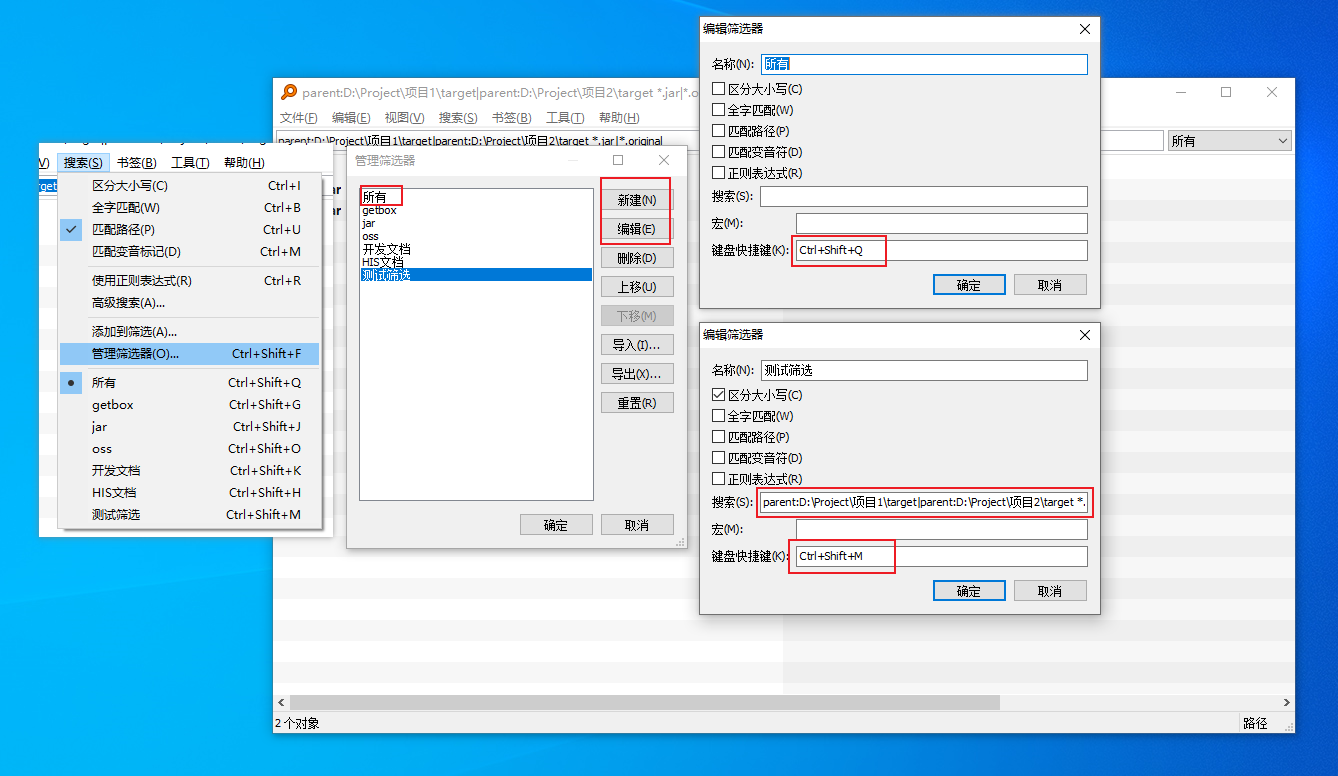 parent:D:\Project\项目1\target|parent:D:\Project\项目2\target *.jar|*.o
文件(F) 编辑(E) 视图(V) 搜索(S) 书签(B) 工具(T) 帮助(H)
parent:D:\Project\项目1\target|parent:D:\Project\项目2\target *.jar|*.original
所有
V) 搜索(S) 书签(B) 工具(T) 帮助(H)
rget
区分大小写(C) Ctrl+I
全字匹配(W) Ctrl+B
匹配路径(P) Ctrl+U
匹配变音标记(D) Ctrl+M
使用正则表达式(R) Ctrl+R
高级搜索(A)...
添加到筛选(A)...
管理筛选器(O)... Ctrl+Shift+F
所有 Ctrl+Shift+Q
getbox Ctrl+Shift+G
jar Ctrl+Shift+J
oss Ctrl+Shift+O
开发文档 Ctrl+Shift+K
HIS文档 Ctrl+Shift+H
测试筛选 Ctrl+Shift+M
ar
ar
管理筛选器
所有
getbox
jar
oss
开发文档
HIS文档
测试筛选
新建(N)
编辑(E)
删除(D)
上移(U)
下移(M)
导入(I)...
导出(X)...
重置(R)
确定 取消
编辑筛选器
名称(N): 所有
区分大小写(C)
全字匹配(W)
匹配路径(P)
匹配变音符(D)
正则表达式(R)
搜索(S):
宏(M):
键盘快捷键(K): Ctrl+Shift+Q
确定 取消
编辑筛选器
名称(N): 测试筛选
区分大小写(C)
全字匹配(W)
匹配路径(P)
匹配变音符(D)
正则表达式(R)
搜索(S): parent:D:\Project\项目1\target|parent:D:\Project\项目2\target *.
宏(M):
键盘快捷键(K): Ctrl+Shift+M
确定 取消
2 个对象 路径